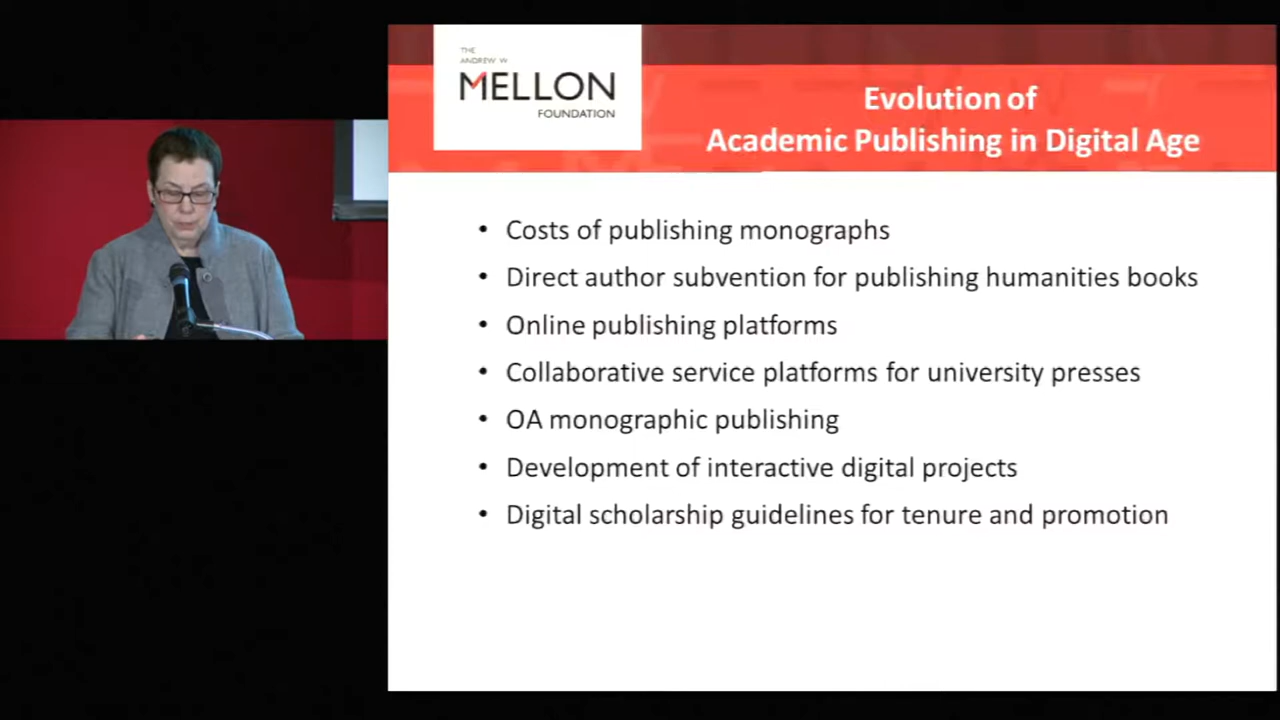 THE
ANDREW W
MELLON
FOUNDATION
Evolution of
Academic Publishing in Digital Age
• Costs of publishing monographs
• Direct author subvention for publishing humanities books
• Online publishing platforms
• Collaborative service platforms for university presses
• OA monographic publishing
• Development of interactive digital projects
• Digital scholarship guidelines for tenure and promotion